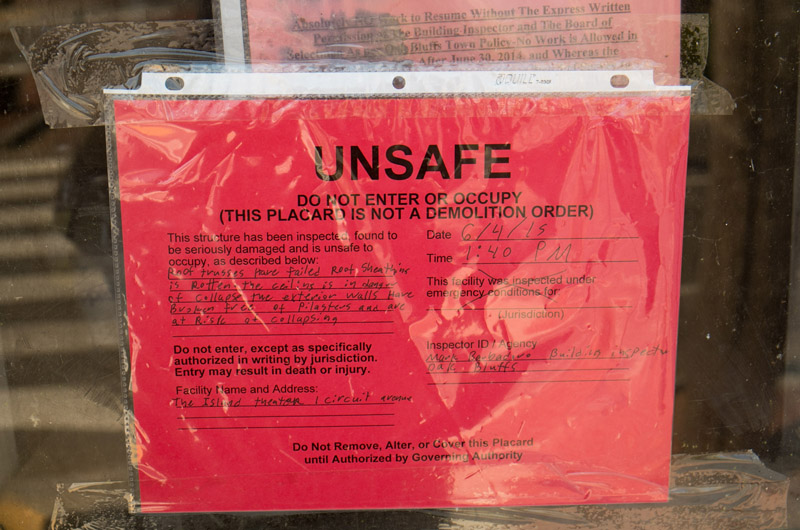 Absolutely No Work to Resume Without The Express Written
Permission of The Building Inspector and The Board of
Oak Bluffs Town Policy No Work is Allowed in
After June 30, 2014, and Whereas the
UNSAFE
DO NOT ENTER OR OCCUPY
(THIS PLACARD IS NOT A DEMOLITION ORDER)
This structure has been inspected, found to
be seriously damaged and is unsafe to
occupy, as described below:
Roof trusses have failed Roof Sheathing
is Rotten the ceiling is in danger
of collapse the exterior walls have
Broken free of Pilasters and are
at Risk of collapsing
Do not enter, except as specifically
authorized in writing by jurisdiction.
Entry may result in death or injury.
Facility Name and Address:
The Island theater 1 circuit avenue
Date 6/4/15
Time 1:40 PM
This facility was inspected under
emergency conditions for
(Jurisdiction)
Inspector ID / Agency
Mark Barbadoro Building inspector
Oak Bluffs
Do Not Remove, Alter, or Cover this Placard
until Authorized by Governing Authority